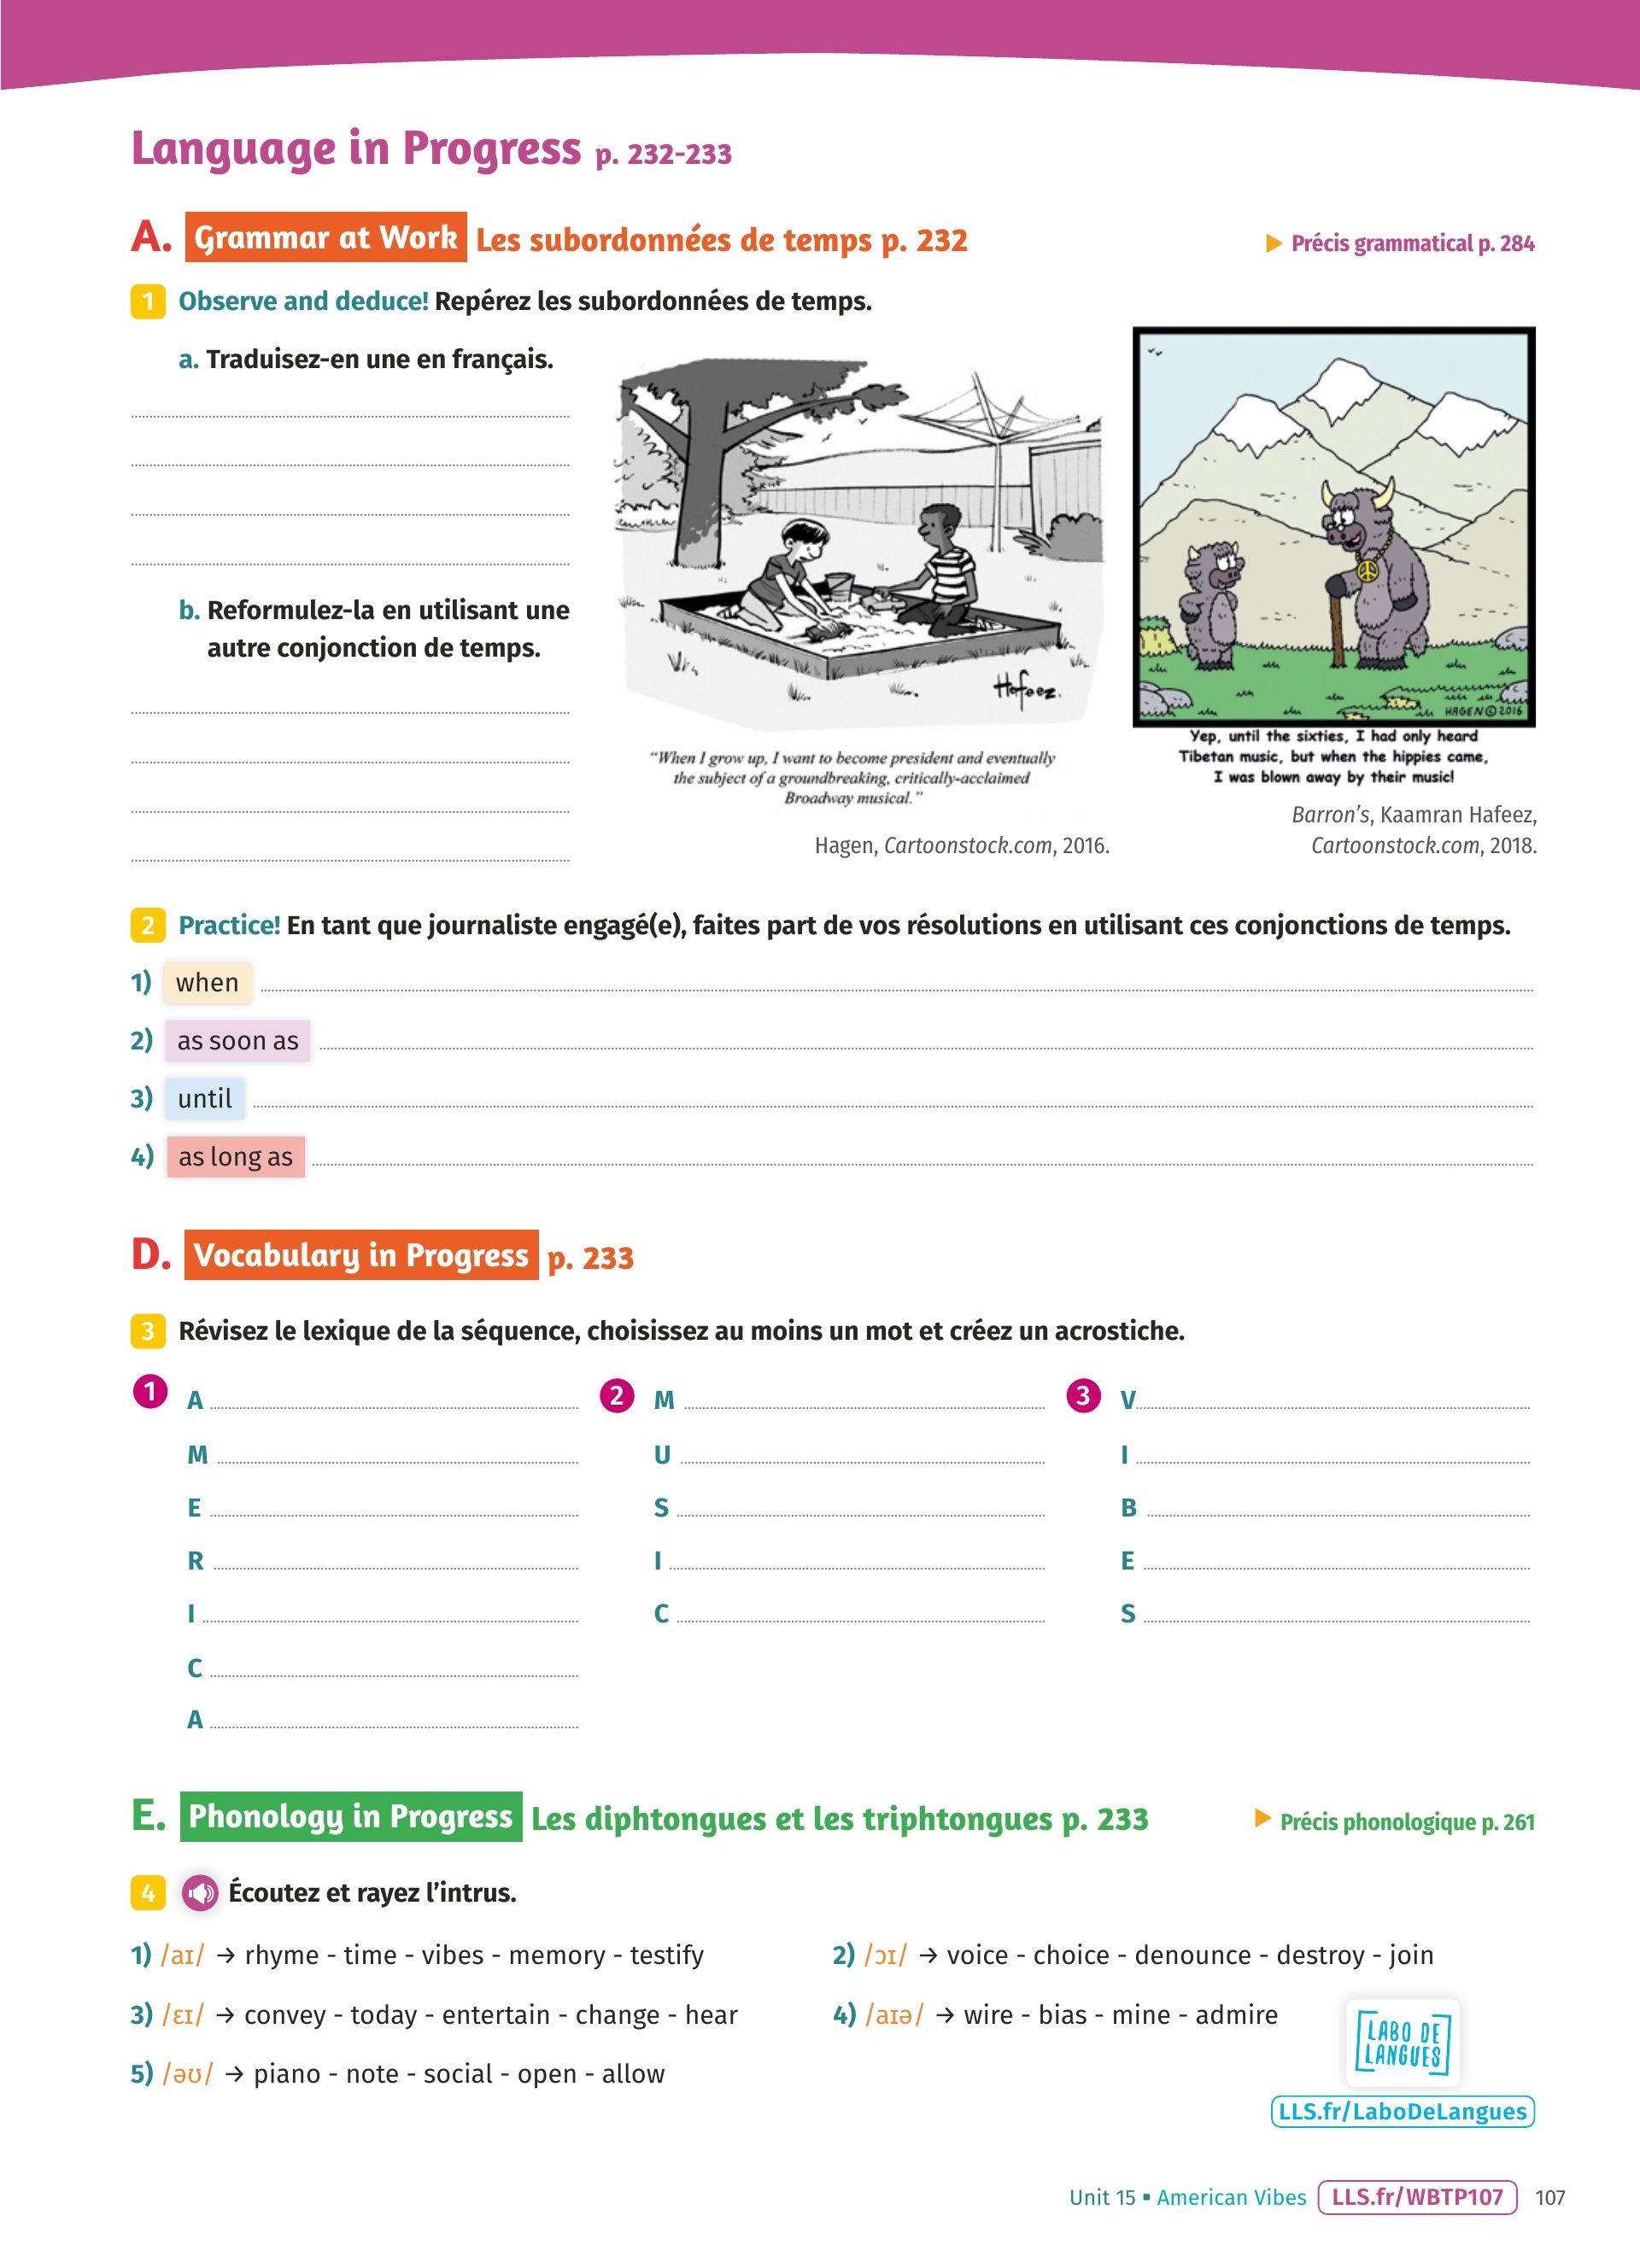 Language in Progress p. 232-233
A. Grammar at Work Les subordonnées de temps p. 232
Précis grammatical p. 284
1 Observe and deduce! Repérez les subordonnées de temps.
a. Traduisez-en une en français.
b. Reformulez-la en utilisant une
autre conjonction de temps.
Hafeez.
"When I grow up, I want to become president and eventually
the subject of a groundbreaking, critically-acclaimed
Broadway musical."
Hagen, Cartoonstock.com, 2016.
HAGEN © 2016
Yep, until the sixties, I had only heard
Tibetan music, but when the hippies came,
I was blown away by their music!
Barron's, Kaamran Hafeez,
Cartoonstock.com, 2018.
2 Practice! En tant que journaliste engagé(e), faites part de vos résolutions en utilisant ces conjonctions de temps.
1) when
2) as soon as
3) until
4) as long as
D. Vocabulary in Progress p. 233
3 Révisez le lexique de la séquence, choisissez au moins un mot et créez un acrostiche.
1 A
M
E
R
I
C
A
2 M
U
S
I
C
3 V
I
B
E
S
E. Phonology in Progress Les diphtongues et les triphtongues p. 233
Précis phonologique p. 261
4 Écoutez et rayez l'intrus.
1) /aɪ/ → rhyme - time - vibes - memory - testify
2) /ɔɪ/ → voice - choice - denounce - destroy - join
3) /ɛɪ/ → convey - today - entertain - change - hear
4) /aɪə/ → wire - bias - mine - admire
5) /əʊ/ → piano - note - social - open - allow
LABO DE
LANGUES
LLS.fr/LaboDeLangues
Unit 15 ▪ American Vibes LLS.fr/WBTP107 107